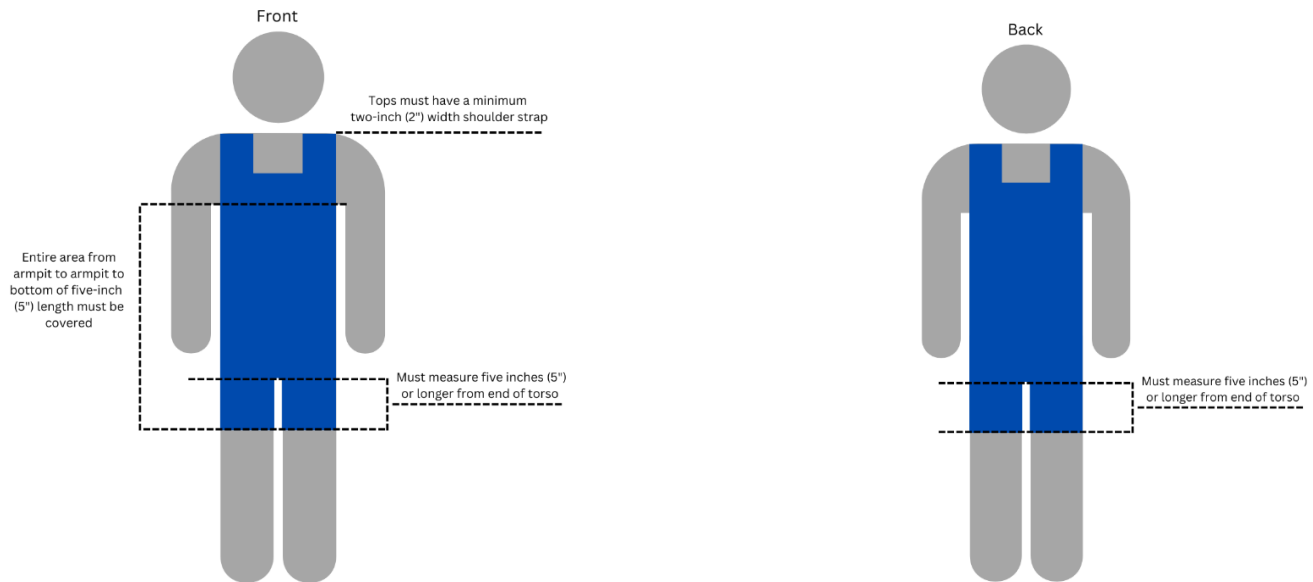 Front
Tops must have a minimum
two-inch (2") width shoulder strap
Entire area from
armpit to armpit to
bottom of five-inch
(5") length must be
covered
Must measure five inches (5")
or longer from end of torso
Back
Must measure five inches (5")
or longer from end of torso